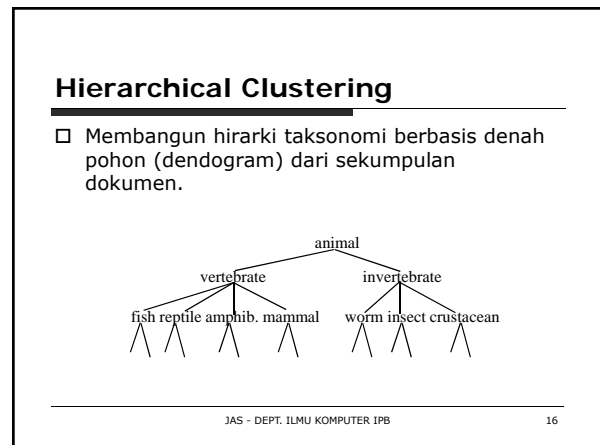 Hierarchical Clustering
Membangun hirarki taksonomi berbasis denah
pohon (dendogram) dari sekumpulan
dokumen.
animal
vertebrate invertebrate
fish reptile amphib. mammal worm insect crustacean
JAS - DEPT. ILMU KOMPUTER IPB 16